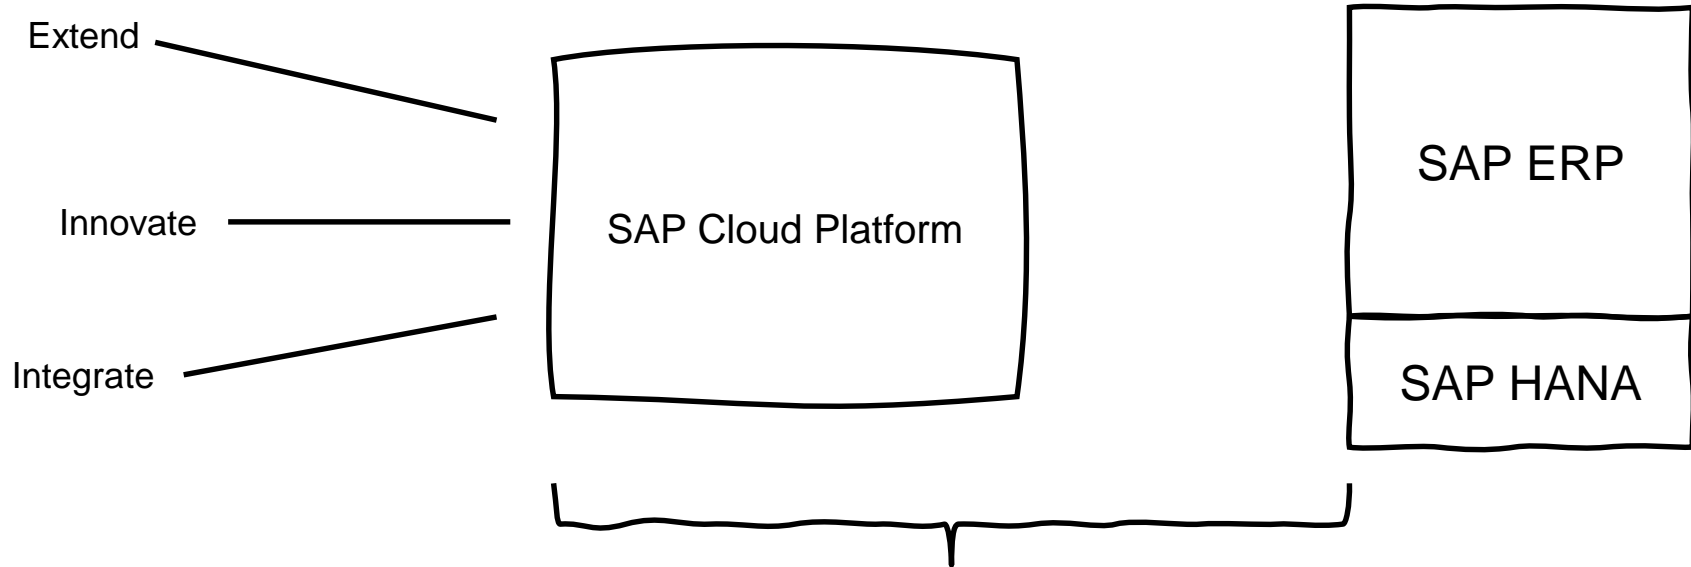 Extend
Innovate
Integrate
SAP Cloud Platform
SAP ERP
SAP HANA